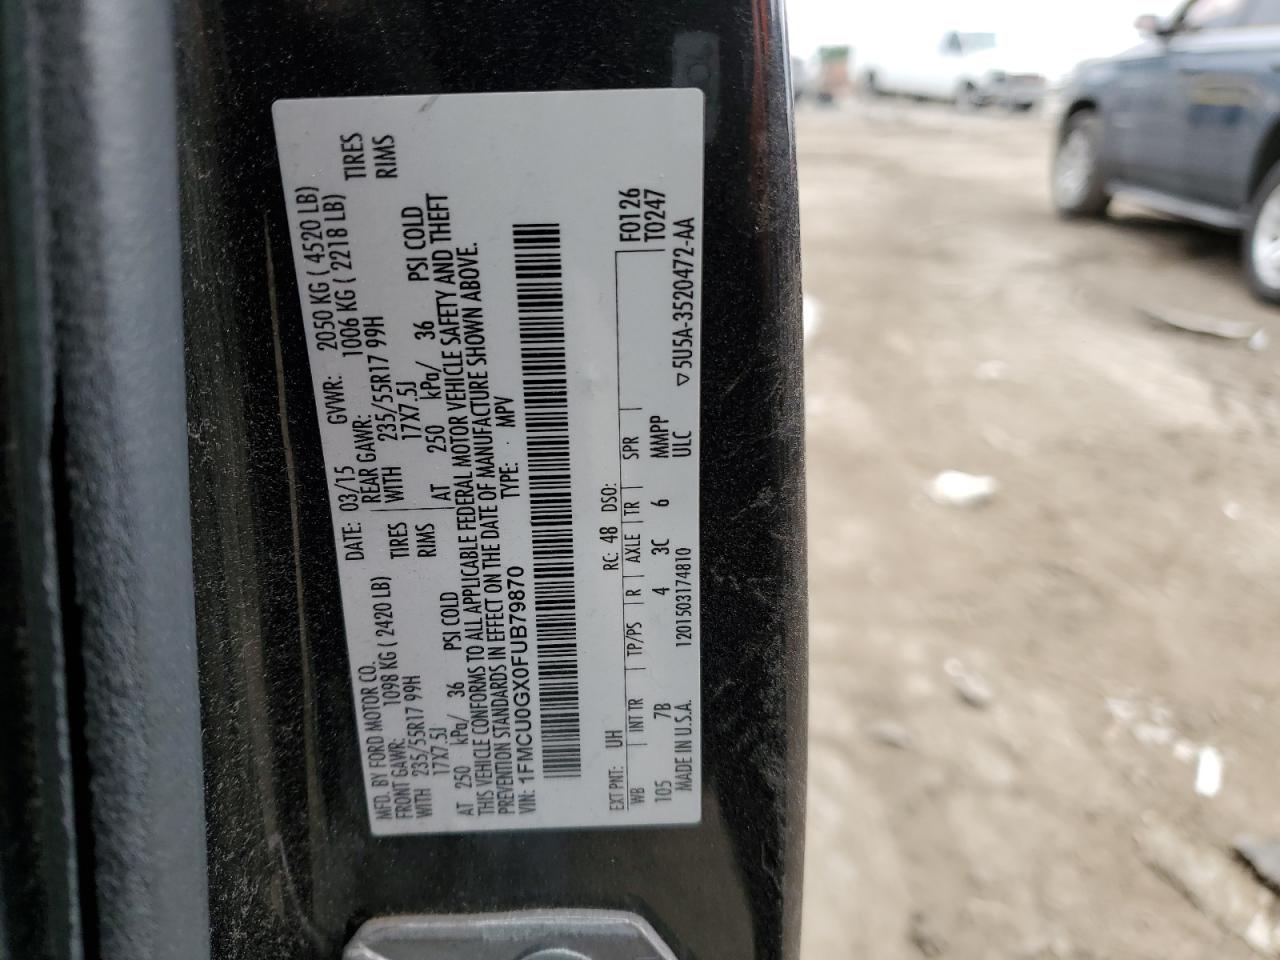 MFD. BY FORD MOTOR CO.
DATE: 03/15 GVWR: 2050 KG ( 4520 LB)
FRONT GAWR: 1098 KG ( 2420 LB) REAR GAWR: 1006 KG ( 2218 LB)
WITH 235/55R17 99H TIRES WITH 235/55R17 99H TIRES
17X7.5J RIMS 17X7.5J RIMS
AT 250 kPa/ 36 PSI COLD AT 250 kPa/ 36 PSI COLD
THIS VEHICLE CONFORMS TO ALL APPLICABLE FEDERAL MOTOR VEHICLE SAFETY AND THEFT
PREVENTION STANDARDS IN EFFECT ON THE DATE OF MANUFACTURE SHOWN ABOVE.
VIN: 1FMCU0GX0FUB79870 TYPE: MPV
EXT PNT: UH RC: 48 DSO: F0126
WB INT TR TP/PS R AXLE TR SPR T0247
105 7B 4 3C 6 MMPP
MADE IN U.S.A. 1201503174810 ULC ▽5U5A-3520472-AA